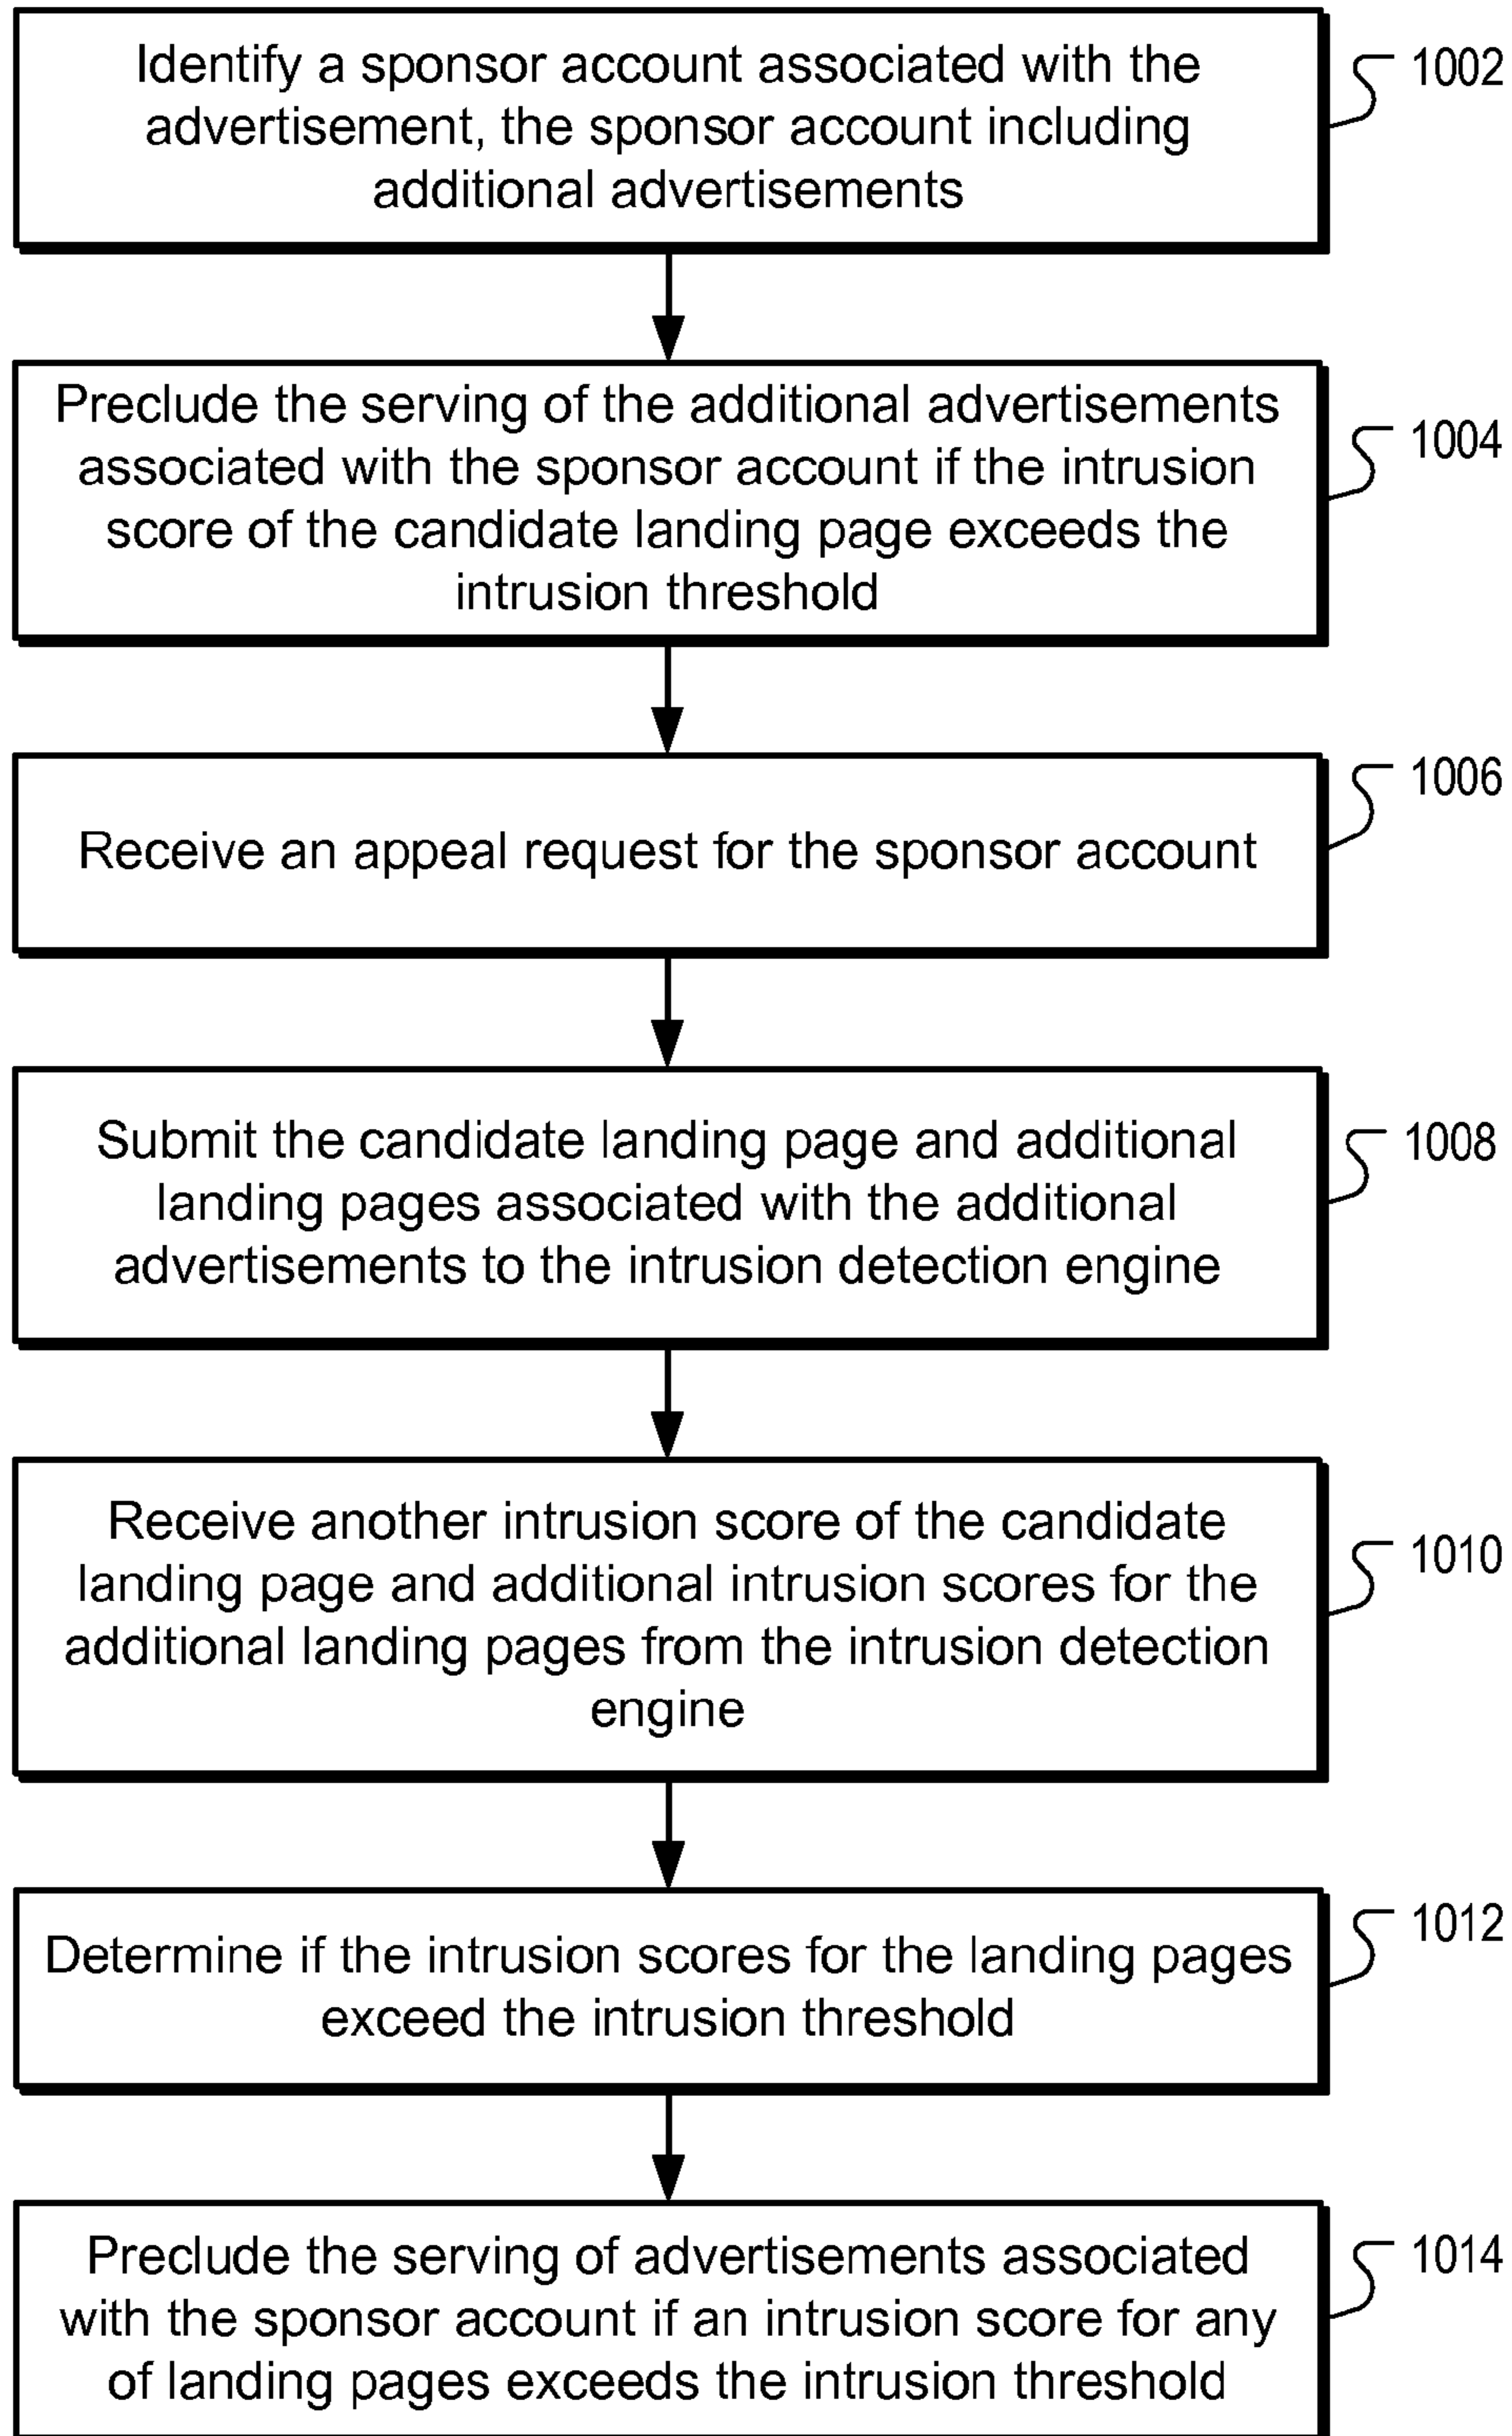 Identify a sponsor account associated with the
advertisement, the sponsor account including
additional advertisements
1002
Preclude the serving of the additional advertisements
associated with the sponsor account if the intrusion
score of the candidate landing page exceeds the
intrusion threshold
1004
Receive an appeal request for the sponsor account
1006
Submit the candidate landing page and additional
landing pages associated with the additional
advertisements to the intrusion detection engine
1008
Receive another intrusion score of the candidate
landing page and additional intrusion scores for the
additional landing pages from the intrusion detection
engine
1010
Determine if the intrusion scores for the landing pages
exceed the intrusion threshold
1012
Preclude the serving of advertisements associated
with the sponsor account if an intrusion score for any
of landing pages exceeds the intrusion threshold
1014